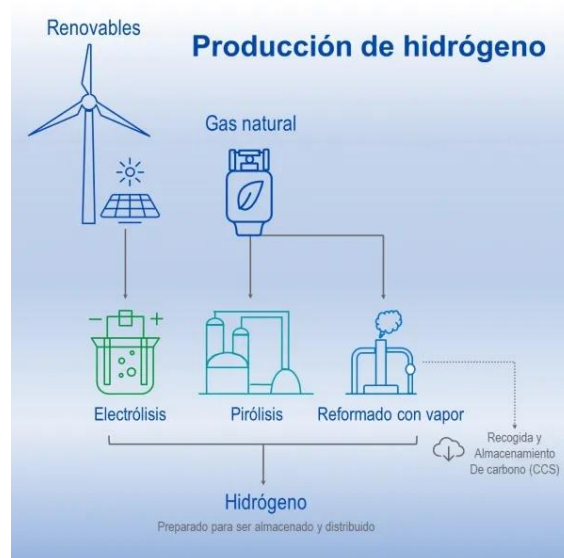 Renovables
Producción de hidrógeno
Gas natural
− +
Electrólisis
Pirólisis
Reformado con vapor
Recogida y
Almacenamiento
De carbono (CCS)
Hidrógeno
Preparado para ser almacenado y distribuido